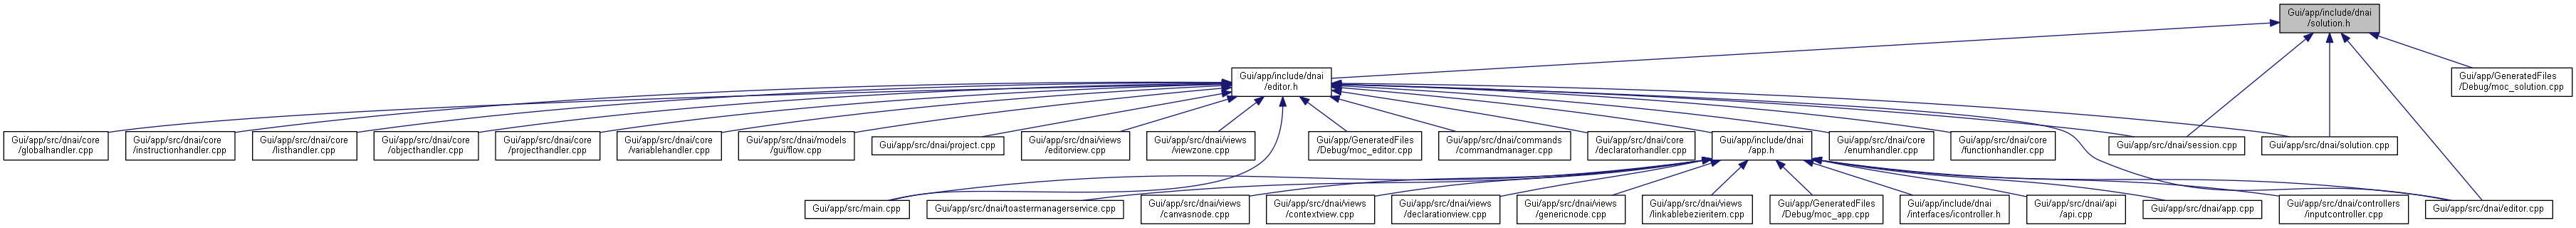 Gui/app/include/dnai
/solution.h
Gui/app/include/dnai
/editor.h
Gui/app/GeneratedFiles
/Debug/moc_solution.cpp
Gui/app/src/dnai/core
/globalhandler.cpp
Gui/app/src/dnai/core
/instructionhandler.cpp
Gui/app/src/dnai/core
/listhandler.cpp
Gui/app/src/dnai/core
/objecthandler.cpp
Gui/app/src/dnai/core
/projecthandler.cpp
Gui/app/src/dnai/core
/variablehandler.cpp
Gui/app/src/dnai/models
/gui/flow.cpp
Gui/app/src/dnai/project.cpp
Gui/app/src/dnai/views
/editorview.cpp
Gui/app/src/dnai/views
/viewzone.cpp
Gui/app/GeneratedFiles
/Debug/moc_editor.cpp
Gui/app/src/dnai/commands
/commandmanager.cpp
Gui/app/src/dnai/core
/declaratorhandler.cpp
Gui/app/include/dnai
/app.h
Gui/app/src/dnai/core
/enumhandler.cpp
Gui/app/src/dnai/core
/functionhandler.cpp
Gui/app/src/dnai/session.cpp
Gui/app/src/dnai/solution.cpp
Gui/app/src/main.cpp
Gui/app/src/dnai/toastermanagerservice.cpp
Gui/app/src/dnai/views
/canvasnode.cpp
Gui/app/src/dnai/views
/contextview.cpp
Gui/app/src/dnai/views
/declarationview.cpp
Gui/app/src/dnai/views
/genericnode.cpp
Gui/app/src/dnai/views
/linkablebezieritem.cpp
Gui/app/GeneratedFiles
/Debug/moc_app.cpp
Gui/app/include/dnai
/interfaces/icontroller.h
Gui/app/src/dnai/api
/api.cpp
Gui/app/src/dnai/app.cpp
Gui/app/src/dnai/controllers
/inputcontroller.cpp
Gui/app/src/dnai/editor.cpp